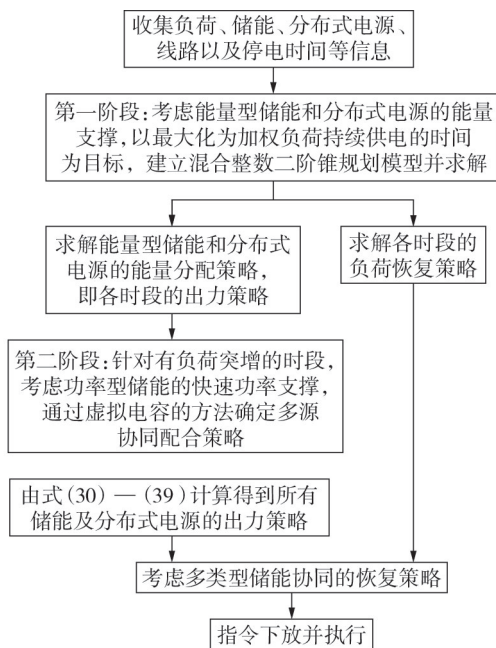 收集负荷、储能、分布式电源、
线路以及停电时间等信息
第一阶段:考虑能量型储能和分布式电源的能量
支撑,以最大化为加权负荷持续供电的时间
为目标，建立混合整数二阶锥规划模型并求解
求解能量型储能和分布式
电源的能量分配策略,
即各时段的出力策略
求解各时段的
负荷恢复策略
第二阶段:针对有负荷突增的时段,
考虑功率型储能的快速功率支撑,
通过虚拟电容的方法确定多源
协同配合策略
由式(30) — (39)计算得到所有
储能及分布式电源的出力策略
考虑多类型储能协同的恢复策略
指令下放并执行